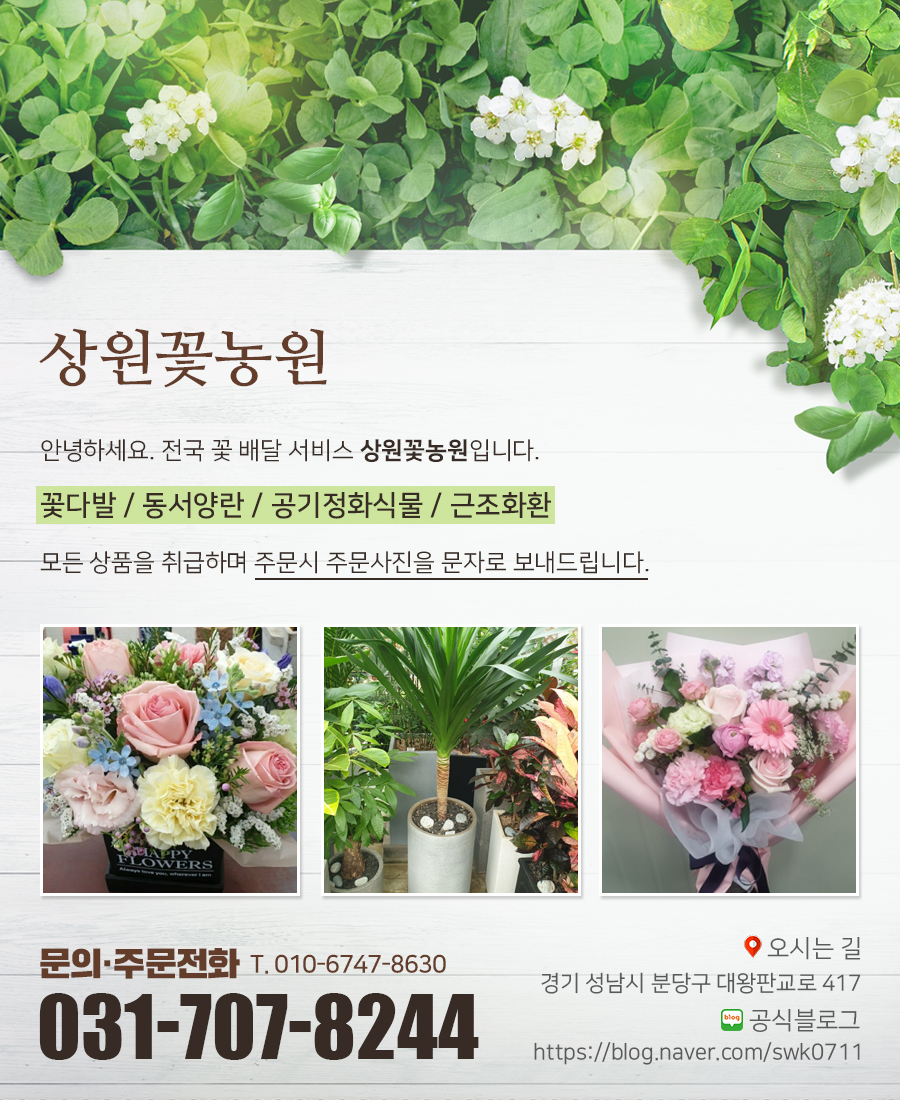 상원꽃농원
안녕하세요. 전국 꽃 배달 서비스 상원꽃농원입니다.
꽃다발 / 동서양란 / 공기정화식물 / 근조화환
모든 상품을 취급하며 주문시 주문사진을 문자로 보내드립니다.
HAPPY
FLOWERS
Always love you, wherever I am
문의·주문전화 T. 010-6747-8630
031-707-8244
오시는 길
경기 성남시 분당구 대왕판교로 417
blog 공식블로그
https://blog.naver.com/swk0711